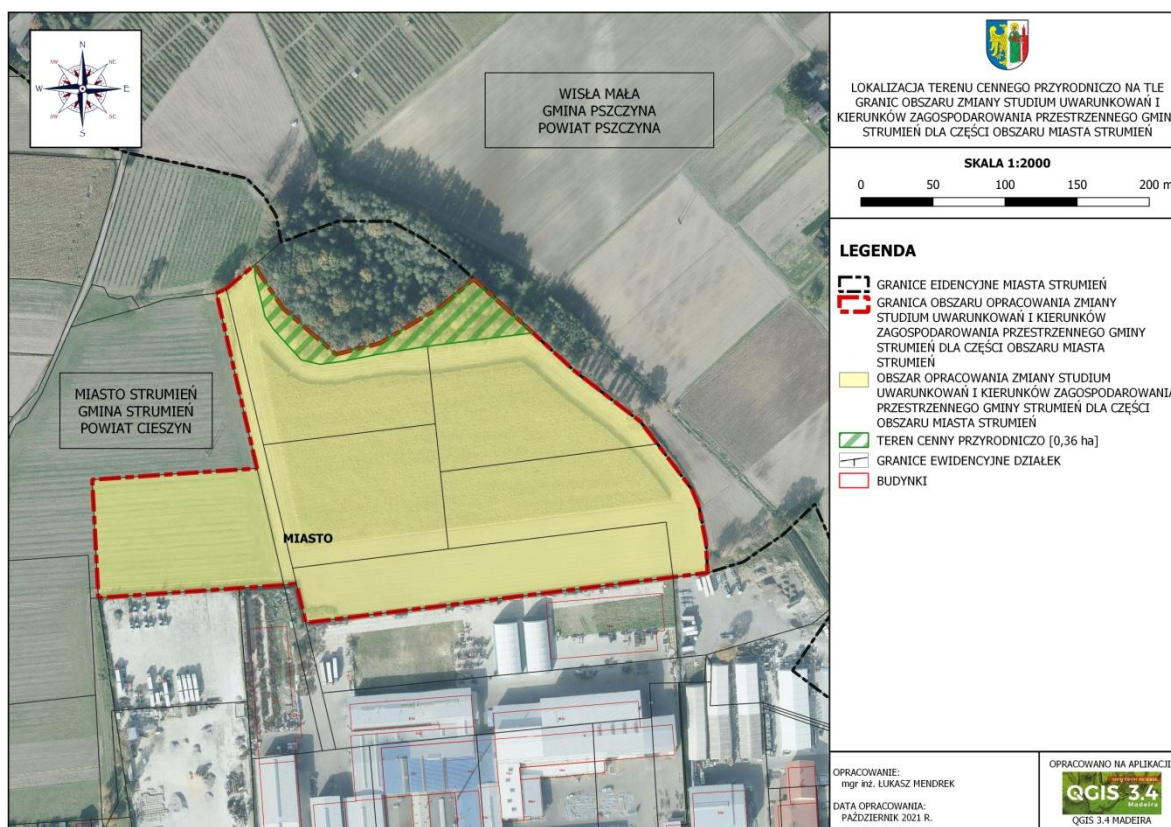 N
NW
NE
W
E
SW
SE
S
WISŁA MAŁA
GMINA PSZCZYNA
POWIAT PSZCZYNA
MIASTO STRUMIEŃ
GMINA STRUMIEŃ
POWIAT CIESZYN
MIASTO
LOKALIZACJA TERENU CENNEGO PRZYRODNICZO NA TLE
GRANIC OBSZARU ZMIANY STUDIUM UWARUNKOWAŃ I
KIERUNKÓW ZAGOSPODAROWANIA PRZESTRZENNEGO GMIN
STRUMIEŃ DLA CZĘŚCI OBSZARU MIASTA STRUMIEŃ
SKALA 1:2000
0 50 100 150 200 m
LEGENDA
GRANICE EIDENCYJNE MIASTA STRUMIEŃ
GRANICA OBSZARU OPRACOWANIA ZMIANY
STUDIUM UWARUNKOWAŃ I KIERUNKÓW
ZAGOSPODAROWANIA PRZESTRZENNEGO GMINY
STRUMIEŃ DLA CZĘŚCI OBSZARU MIASTA
STRUMIEŃ
OBSZAR OPRACOWANIA ZMIANY STUDIUM
UWARUNKOWAŃ I KIERUNKÓW ZAGOSPODAROWANIA
PRZESTRZENNEGO GMINY STRUMIEŃ DLA CZĘŚCI
OBSZARU MIASTA STRUMIEŃ
TEREN CENNY PRZYRODNICZO [0,36 ha]
GRANICE EWIDENCYJNE DZIAŁEK
BUDYNKI
OPRACOWANIE:
mgr inż. ŁUKASZ MENDREK
DATA OPRACOWANIA:
PAŹDZIERNIK 2021 R.
OPRACOWANO NA APLIKACJI
QGIS 3.4
Madeira
QGIS 3.4 MADEIRA